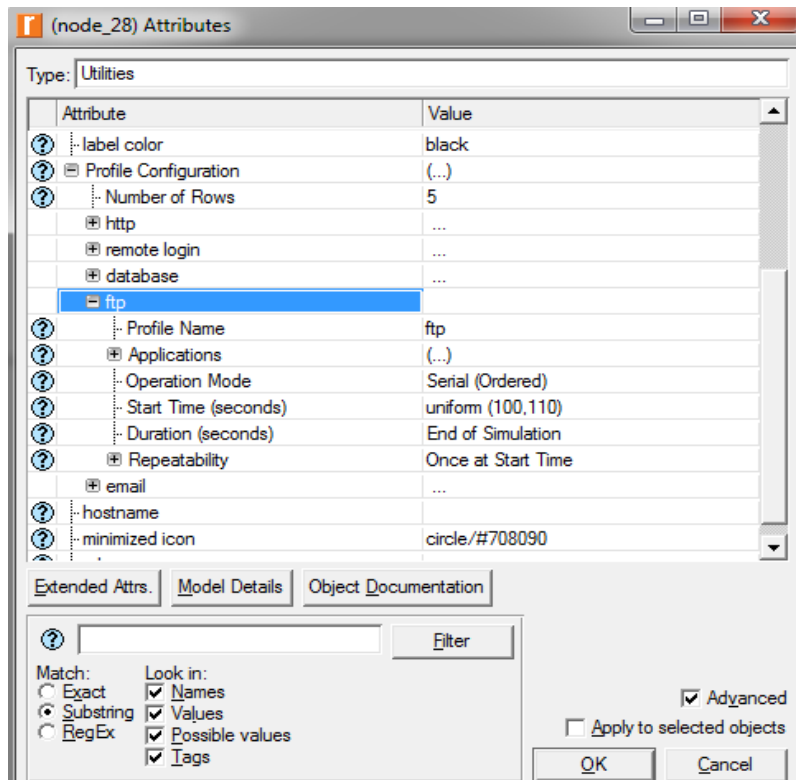 r (node_28) Attributes
Type: Utilities
Attribute Value
label color black
Profile Configuration (...)
Number of Rows 5
http ...
remote login ...
database ...
ftp
Profile Name ftp
Applications (...)
Operation Mode Serial (Ordered)
Start Time (seconds) uniform (100,110)
Duration (seconds) End of Simulation
Repeatability Once at Start Time
email ...
hostname
minimized icon circle/#708090
Extended Attrs. Model Details Object Documentation
Filter
Match: Look in:
Exact Names
Substring Values
RegEx Possible values
Tags
Advanced
Apply to selected objects
OK Cancel